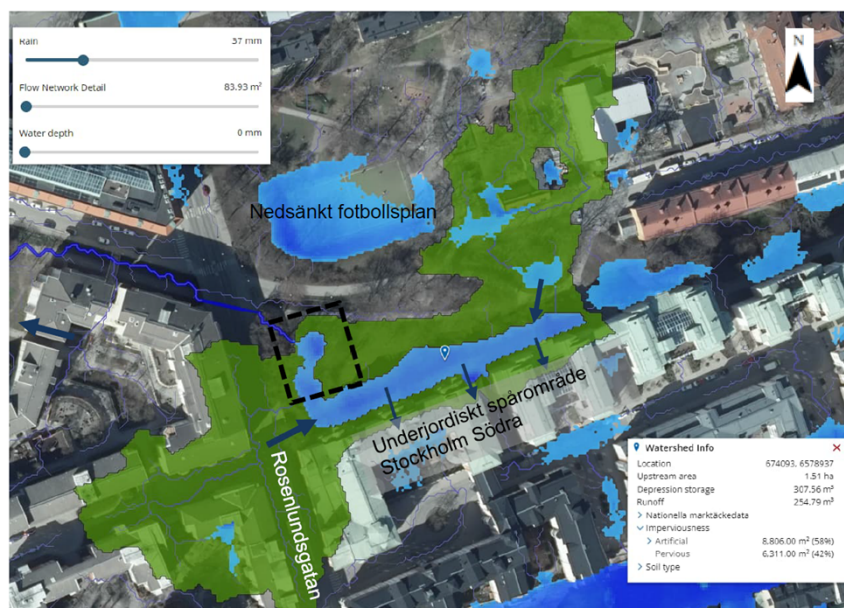 Rain 37 mm
Flow Network Detail 83.93 m²
Water depth 0 mm
N
Nedsänkt fotbollsplan
Underjordiskt spårområde
Stockholm Södra
Rosenlundsgatan
Watershed Info
Location 674093. 6578937
Upstream area 1.51 ha
Depression storage 307.56 m³
Runoff 254.79 m³
Nationella marktäckedata
Imperviousness
Artificial 8,806.00 m² (58%)
Pervious 6,311.00 m² (42%)
Soil type